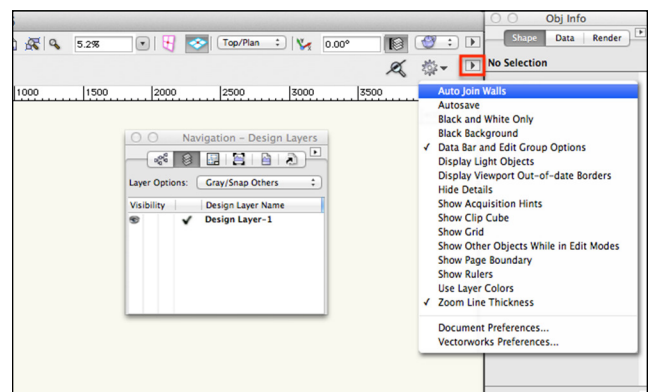 Obj Info
5.2%
Top/Plan
0.00°
Shape Data Render
No Selection
1000 1500 2000 2500 3000 3500
Auto Join Walls
Autosave
Black and White Only
Black Background
✓ Data Bar and Edit Group Options
Display Light Objects
Display Viewport Out-of-date Borders
Hide Details
Show Acquisition Hints
Show Clip Cube
Show Grid
Show Other Objects While in Edit Modes
Show Page Boundary
Show Rulers
Use Layer Colors
✓ Zoom Line Thickness
Document Preferences...
Vectorworks Preferences...
Navigation – Design Layers
Layer Options: Gray/Snap Others
Visibility Design Layer Name
✓ Design Layer-1